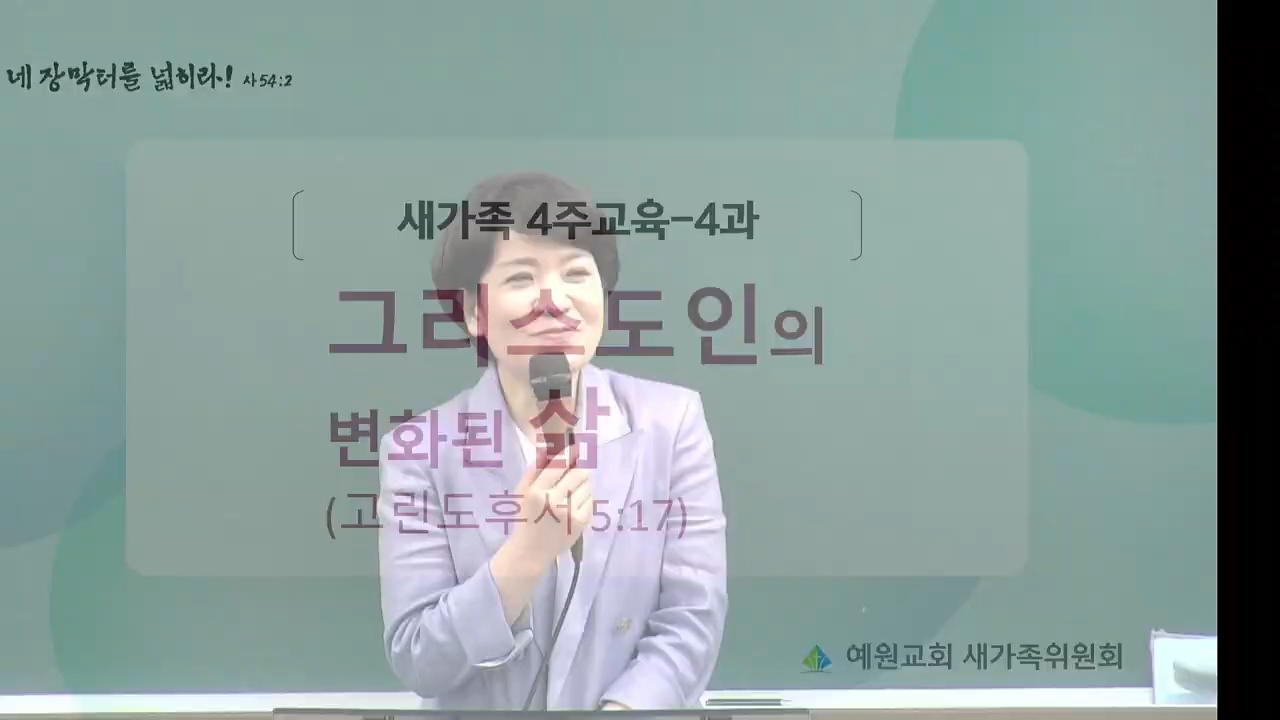 네 장막터를 넓히라! 사54:2
새가족 4주교육-4과
그리스도인의
변화된 삶
(고린도후서 5:17)
예원교회 새가족위원회